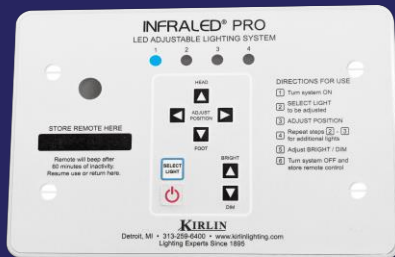 INFRALED® PRO
LED ADJUSTABLE LIGHTING SYSTEM
1 2 3 4
STORE REMOTE HERE
Remote will beep after
60 minutes of inactivity.
Resume use or return here.
HEAD
ADJUST
POSITION
FOOT
SELECT
LIGHT
BRIGHT
DIM
DIRECTIONS FOR USE
1 Turn system ON
2 SELECT LIGHT
to be adjusted
3 ADJUST POSITION
4 Repeat steps 2 - 3
for additional lights
5 Adjust BRIGHT / DIM
6 Turn system OFF and
store remote control
KIRLIN
Detroit, MI • 313-259-6400 • www.kirlinlighting.com
Lighting Experts Since 1895